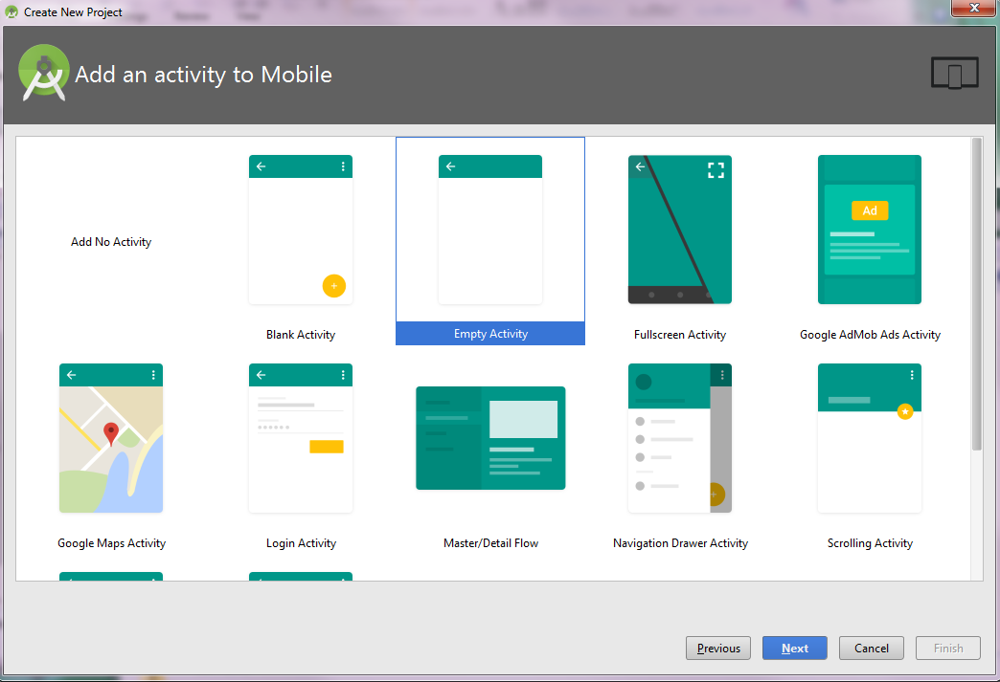 Create New Project
Add an activity to Mobile
Add No Activity
Blank Activity
Empty Activity
Fullscreen Activity
Ad
Google AdMob Ads Activity
Google Maps Activity
Login Activity
Master/Detail Flow
Navigation Drawer Activity
Scrolling Activity
Previous
Next
Cancel
Finish